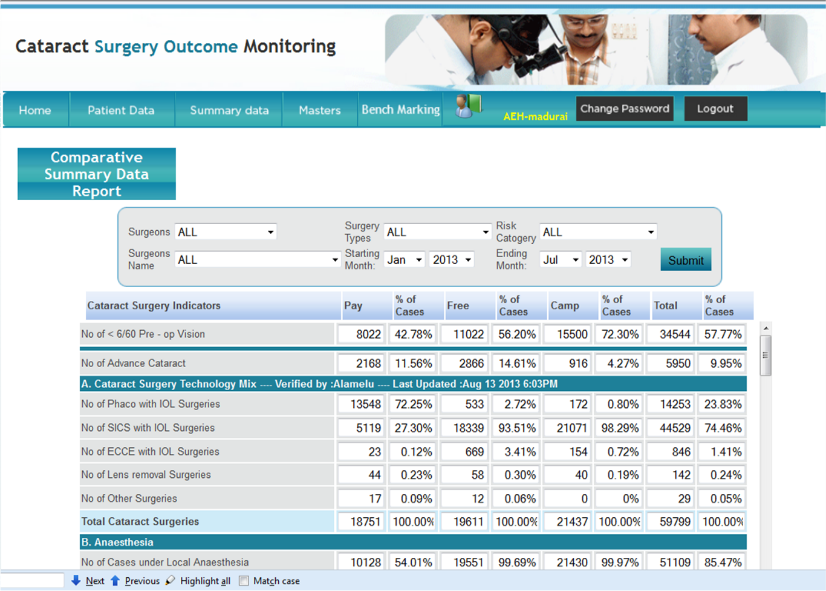 Cataract Surgery Outcome Monitoring
Home Patient Data Summary data Masters Bench Marking AEH-madurai Change Password Logout
Comparative
Summary Data
Report
Surgeons ALL Surgery Types ALL Risk Catogery ALL
Surgeons Name ALL Starting Month: Jan 2013 Ending Month: Jul 2013 Submit
Cataract Surgery Indicators Pay % of Cases Free % of Cases Camp % of Cases Total % of Cases
No of < 6/60 Pre - op Vision 8022 42.78% 11022 56.20% 15500 72.30% 34544 57.77%
No of Advance Cataract 2168 11.56% 2866 14.61% 916 4.27% 5950 9.95%
A. Cataract Surgery Technology Mix ---- Verified by :Alamelu ---- Last Updated :Aug 13 2013 6:03PM
No of Phaco with IOL Surgeries 13548 72.25% 533 2.72% 172 0.80% 14253 23.83%
No of SICS with IOL Surgeries 5119 27.30% 18339 93.51% 21071 98.29% 44529 74.46%
No of ECCE with IOL Surgeries 23 0.12% 669 3.41% 154 0.72% 846 1.41%
No of Lens removal Surgeries 44 0.23% 58 0.30% 40 0.19% 142 0.24%
No of Other Surgeries 17 0.09% 12 0.06% 0 0% 29 0.05%
Total Cataract Surgeries 18751 100.00% 19611 100.00% 21437 100.00% 59799 100.00%
B. Anaesthesia
No of Cases under Local Anaesthesia 10128 54.01% 19551 99.69% 21430 99.97% 51109 85.47%
Next Previous Highlight all Match case